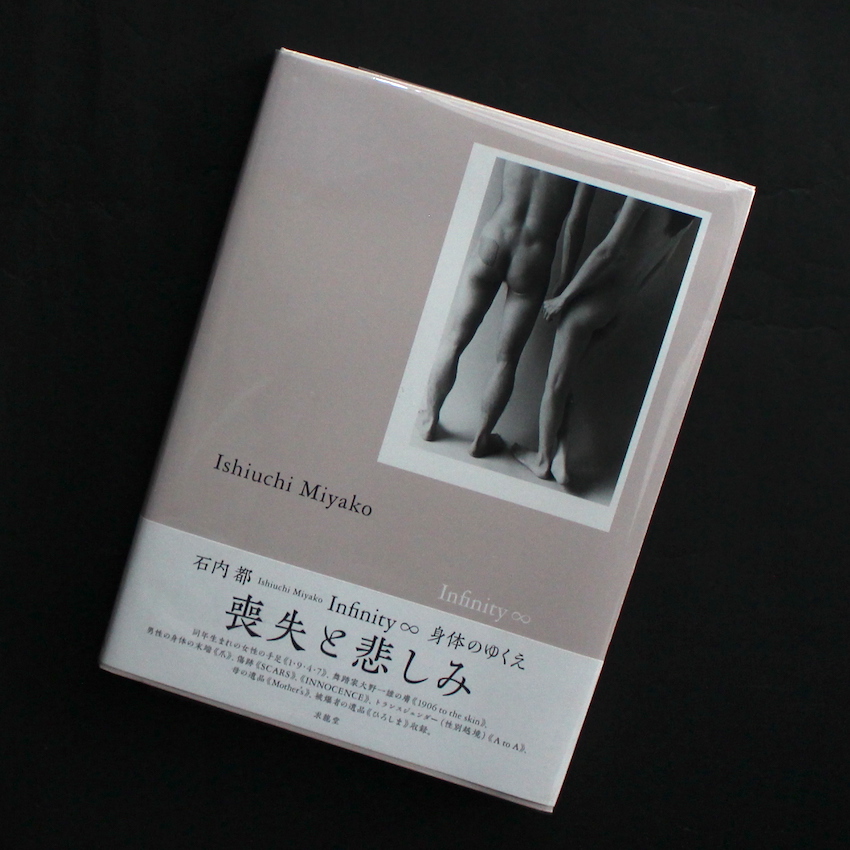 Ishiuchi Miyako
Infinity ∞
石内 都 Ishiuchi Miyako Infinity ∞ 身体のゆくえ
喪失と悲しみ
同年生まれの女性の手足《1・9・4・7》、舞踏家大野一雄の膚《1906 to the skin》、
男性の身体の末端《爪》、傷跡《SCARS》、《INNOCENCE》、トランスジェンダー(性別越境)《A to A》、
母の遺品《Mother's》、被爆者の遺品《ひろしま》収録。
求龍堂